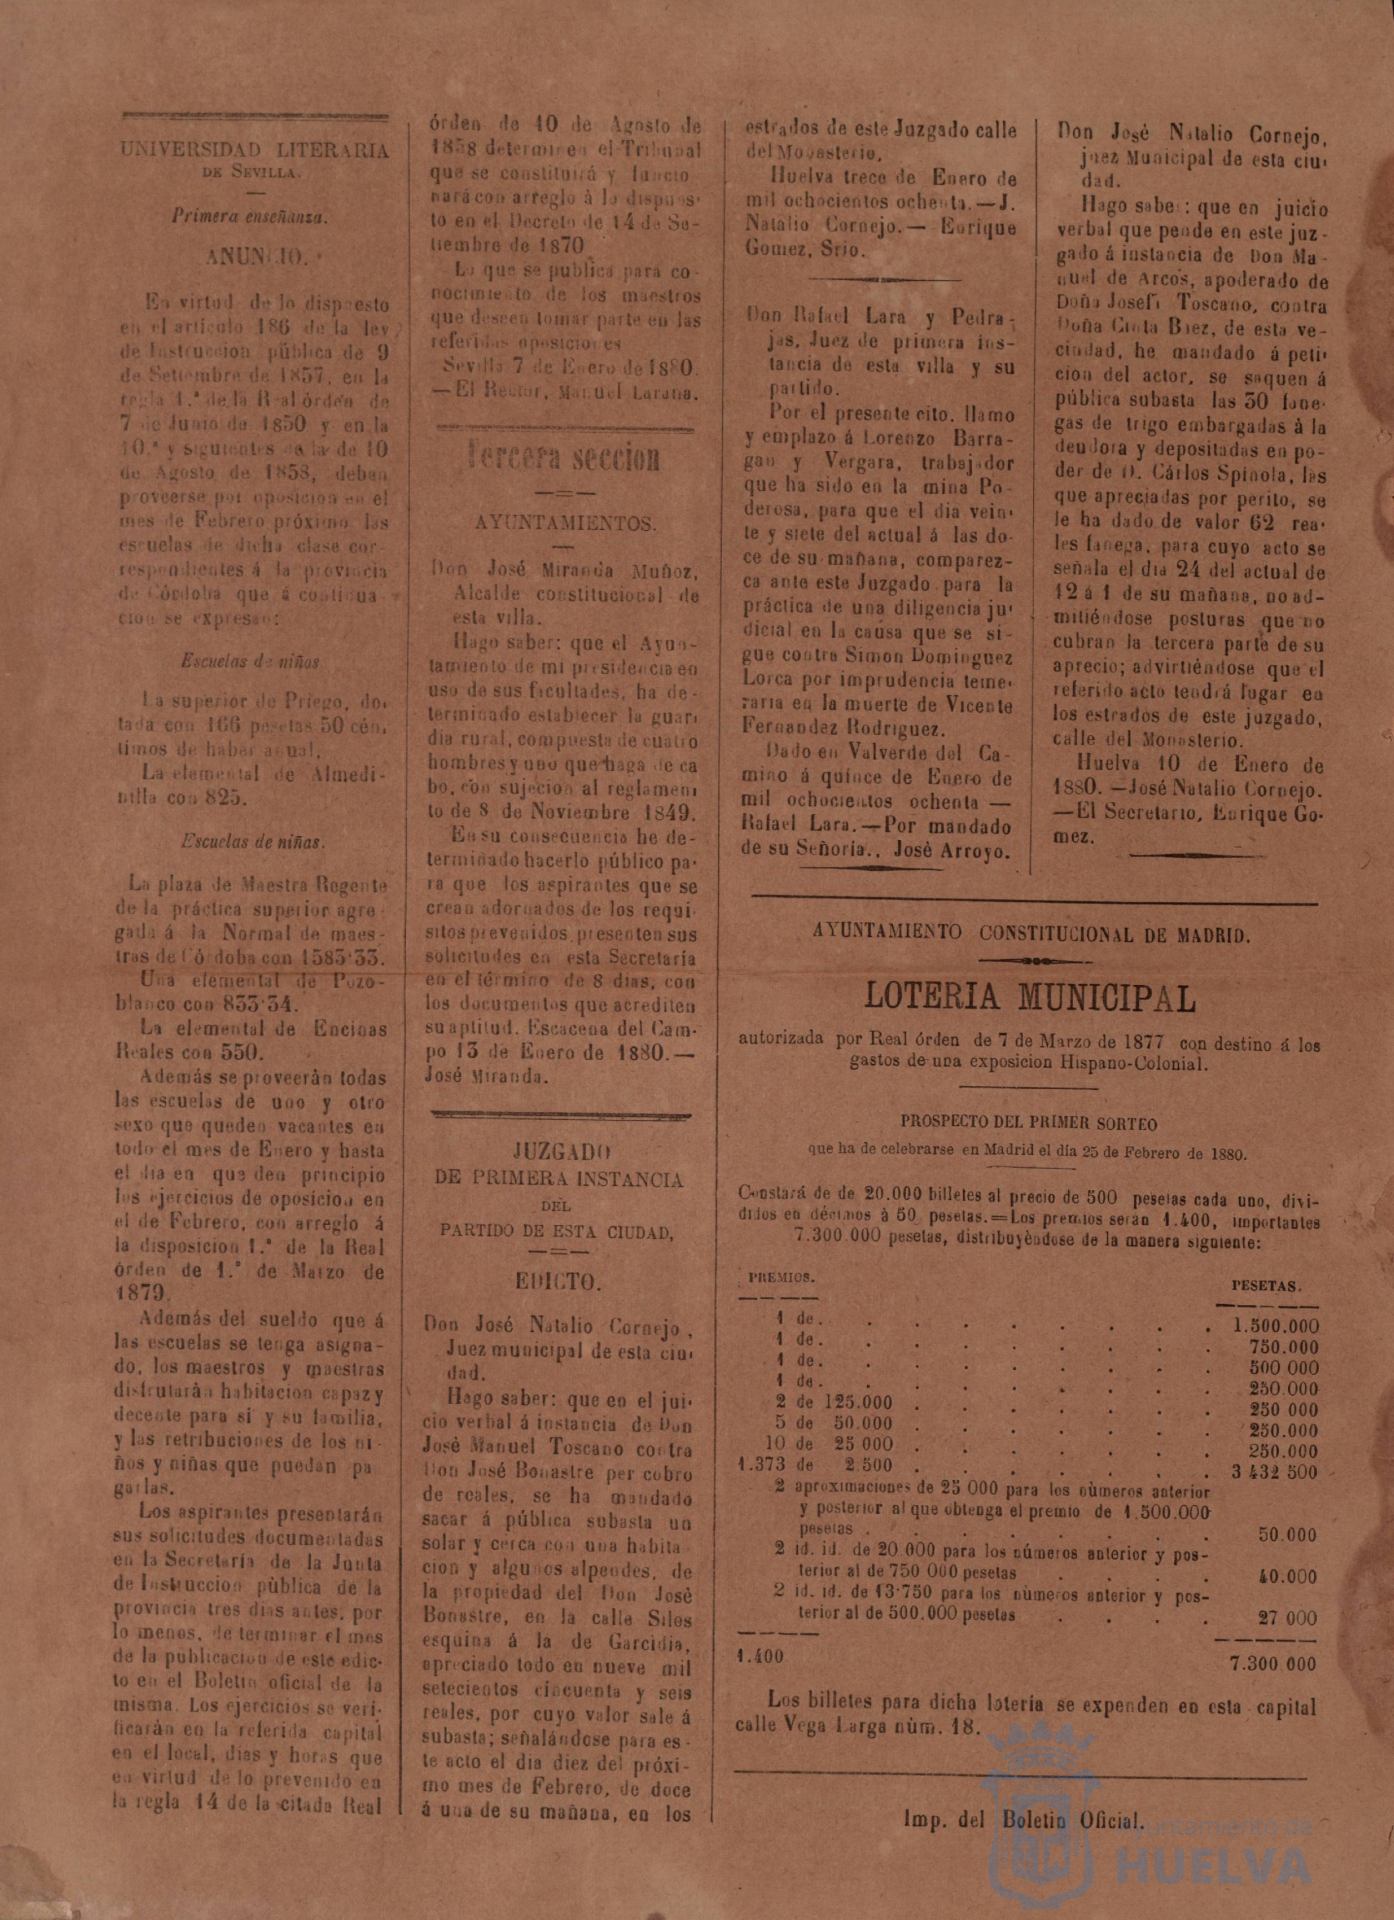 UNIVERSIDAD LITERARIA
DE SEVILLA.
Primera enseñanza.
ANUNCIO.
En virtud de lo dispuesto
en el artículo 186 de la ley
de Instruccion pública de 9
de Settembre de 1857, en la
regla 1.ª de la Real órden de
7 de Junio de 1850 y en la
10.ª y siguientes de la de 10
de Agosto de 1858, deben
proveerse por oposicion en el
mes de Febrero próximo las
escuelas de dicha clase cor-
respondientes á la provincia
de Córdoba que á continua-
cion se expresan:
Escuelas de niños
La superior de Priego, do-
tada con 166 pesetas 50 cén-
timos de haber anual.
La elemental de Almedi-
nilla con 825.
Escuelas de niñas.
La plaza de Maestra Regente
de la práctica superior agre-
gada á la Normal de maes-
tras de Córdoba con 1583'33.
Una elemental de Pozo-
blanco con 833'34.
La elemental de Encinas
Reales con 550.
Además se proveerán todas
las escuelas de uno y otro
sexo que queden vacantes en
todo el mes de Enero y hasta
el dia en que den principio
los ejercicios de oposicion en
el de Febrero, con arreglo á
la disposicion 1.ª de la Real
órden de 1.º de Marzo de
1879.
Además del sueldo que á
las escuelas se tenga asigna-
do, los maestros y maestras
disfrutarán habitacion capaz y
decente para sí y su familia,
y las retribuciones de los ni-
ños y niñas que puedan pa
garlas.
Los aspirantes presentarán
sus solicitudes documentadas
en la Secretaría de la Junta
de Instruccion pública de la
provincia tres dias antes, por
lo menos, de terminar el mes
de la publicacion de este edic-
to en el Boletin oficial de la
misma. Los ejercicios se veri-
ficarán en la referida capital
en el local, dias y horas que
en virtud de lo prevenido en
la regla 14 de la citada Real
órden de 10 de Agosto de
1858 determinen el Tribunal
que se constituirá y funcio
nará con arreglo à lo dispues-
to en el Decreto de 14 de Se-
tiembre de 1870
Lo que se publica para co-
nocimiento de los maestros
que deseen tomar parte en las
referidas oposiciones
Sevilla 7 de Enero de 1880.
—El Rector, Manuel Laraña.
Tercera seccion
AYUNTAMIENTOS.
Don José Miranda Muñoz,
Alcalde constitucional de
esta villa.
Hago saber: que el Ayun-
tamiento de mi presidencia en
uso de sus facultades, ha de-
terminado establecer la guar-
dia rural, compuesta de cuatro
hombres y uno que haga de ca
bo, con sujecion al reglamen-
to de 8 de Noviembre 1849.
En su consecuencia he de-
terminado hacerlo público pa-
ra que los aspirantes que se
crean adornados de los requi-
sitos prevenidos, presenten sus
solicitudes en esta Secretaría
en el término de 8 dias, con
los documentos que acrediten
su aptitud. Escacena del Cam-
po 13 de Enero de 1880.—
José Miranda.
JUZGADO
DE PRIMERA INSTANCIA
DEL
PARTIDO DE ESTA CIUDAD,
EDICTO.
Don José Natalio Cornejo,
Juez municipal de esta ciu-
dad.
Hago saber: que en el jui-
cio verbal á instancia de Don
Josè Manuel Toscano contra
Don José Bonastre per cobro
de reales, se ha mandado
sacar á pública subasta un
solar y cerca con una habita
cion y algunos alpendes, de
la propiedad del Don José
Bonastre, en la calle Silos
esquina á la de Garcidia,
apreciado todo en nueve mil
setecientos cincuenta y seis
reales, por cuyo valor sale á
subasta; señalándose para es-
te acto el dia diez del próxi-
mo mes de Febrero, de doce
á una de su mañana, en los
estrados de este Juzgado calle
del Monasterio.
Huelva trece de Enero de
mil ochocientos ochenta.—J.
Natalio Cornejo.—Enrique
Gomez, Srio.
Don Rafael Lara y Pedra-
jas, Juez de primera ins-
tancia de esta villa y su
partido.
Por el presente cito. llamo
y emplazo á Lorenzo Barra-
gan y Vergara, trabajador
que ha sido en la mina Po-
derosa, para que el dia vein-
te y siete del actual á las do-
ce de su mañana, comparez-
ca ante este Juzgado para la
práctica de una diligencia ju-
dicial en la causa que se si-
gue contra Simon Dominguez
Lorca por imprudencia teme-
raria en la muerte de Vicente
Fernandez Rodriguez.
Dado en Valverde del Ca-
mino á quince de Enero de
mil ochocientos ochenta —
Rafael Lara.—Por mandado
de su Señoría., Josè Arroyo.
Don José Natalio Cornejo,
juez Municipal de esta ciu-
dad.
Hago saber: que en juicio
verbal que pende en este juz-
gado á instancia de Don Ma-
nuel de Arcos, apoderado de
Doña Josefa Toscano, contra
Doña Cinta Baez, de esta ve-
cindad, he mandado á peti-
cion del actor, se saquen á
pública subasta las 30 fane-
gas de trigo embargadas à la
deudora y depositadas en po-
der de D. Cárlos Spinola, las
que apreciadas por perito, se
le ha dado de valor 62 rea-
les fanega, para cuyo acto se
señala el dia 24 del actual de
12 á 1 de su mañana, no ad-
mitiéndose posturas que no
cubran la tercera parte de su
aprecio; advirtiéndose que el
referido acto tendrá lugar en
los estrados de este juzgado,
calle del Monasterio.
Huelva 10 de Enero de
1880. —José Natalio Cornejo.
—El Secretario, Enrique Go-
mez.
AYUNTAMIENTO CONSTITUCIONAL DE MADRID.
LOTERIA MUNICIPAL
autorizada por Real órden de 7 de Marzo de 1877 con destino á los
gastos de una exposicion Hispano-Colonial.
PROSPECTO DEL PRIMER SORTEO
que ha de celebrarse en Madrid el día 25 de Febrero de 1880.
Constará de de 20.000 billetes al precio de 500 pesetas cada uno, divi-
didos en décimos à 50 pesetas.=Los premios seran 1.400, importantes
7.300.000 pesetas, distribuyèndose de la manera siguiente:
PREMIOS. PESETAS.
1 de. . . . . . . . . 1.500.000
1 de. . . . . . . . . 750.000
1 de. . . . . . . . . 500 000
1 de. . . . . . . . . 250.000
2 de 125.000 . . . . . . . 250 000
5 de 50.000 . . . . . . . 250.000
10 de 25 000 . . . . . . . 250.000
1.373 de 2.500 . . . . . . . 3 432 500
2 aproximaciones de 25 000 para los nùmeros anterior
y posterior al que obtenga el premio de 1.500.000
pesetas . . . . . . . . 50.000
2 id. id. de 20.000 para los números anterior y pos-
terior al de 750 000 pesetas . . . . 40.000
2 id. id. de 13'750 para los nùmeros anterior y pos-
terior al de 500.000 pesetas . . . . 27 000
1.400 7.300 000
Los billetes para dicha lotería se expenden en esta capital
calle Vega Larga nùm. 18.
Imp. del Boletin Oficial.
Ayuntamiento de
HUELVA